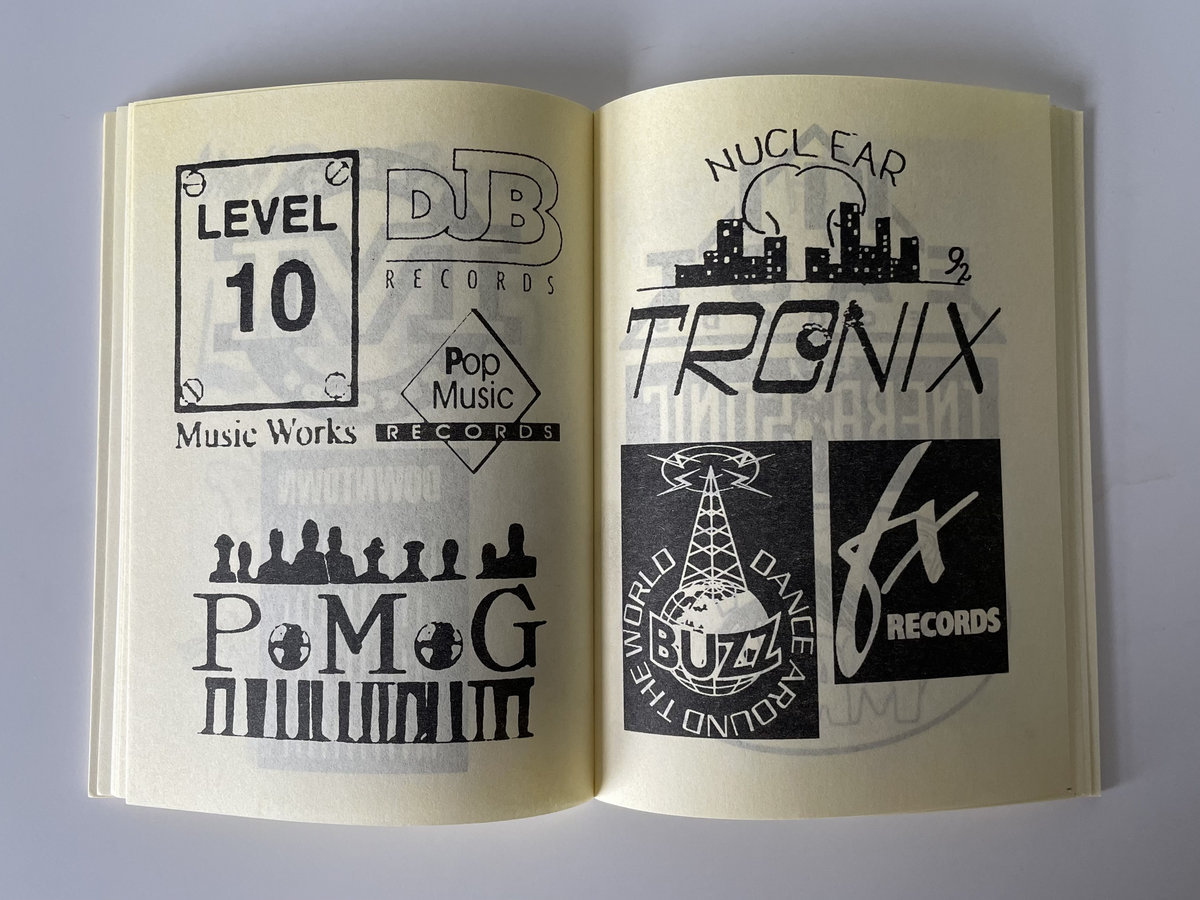 LEVEL
10
Music Works
DJB
RECORDS
Pop
Music
RECORDS
P●M●G
NUCLEAR
92
TRONIX
DANCE AROUND THE WORLD
BUZZ
fx
RECORDS
DOWNTOWN